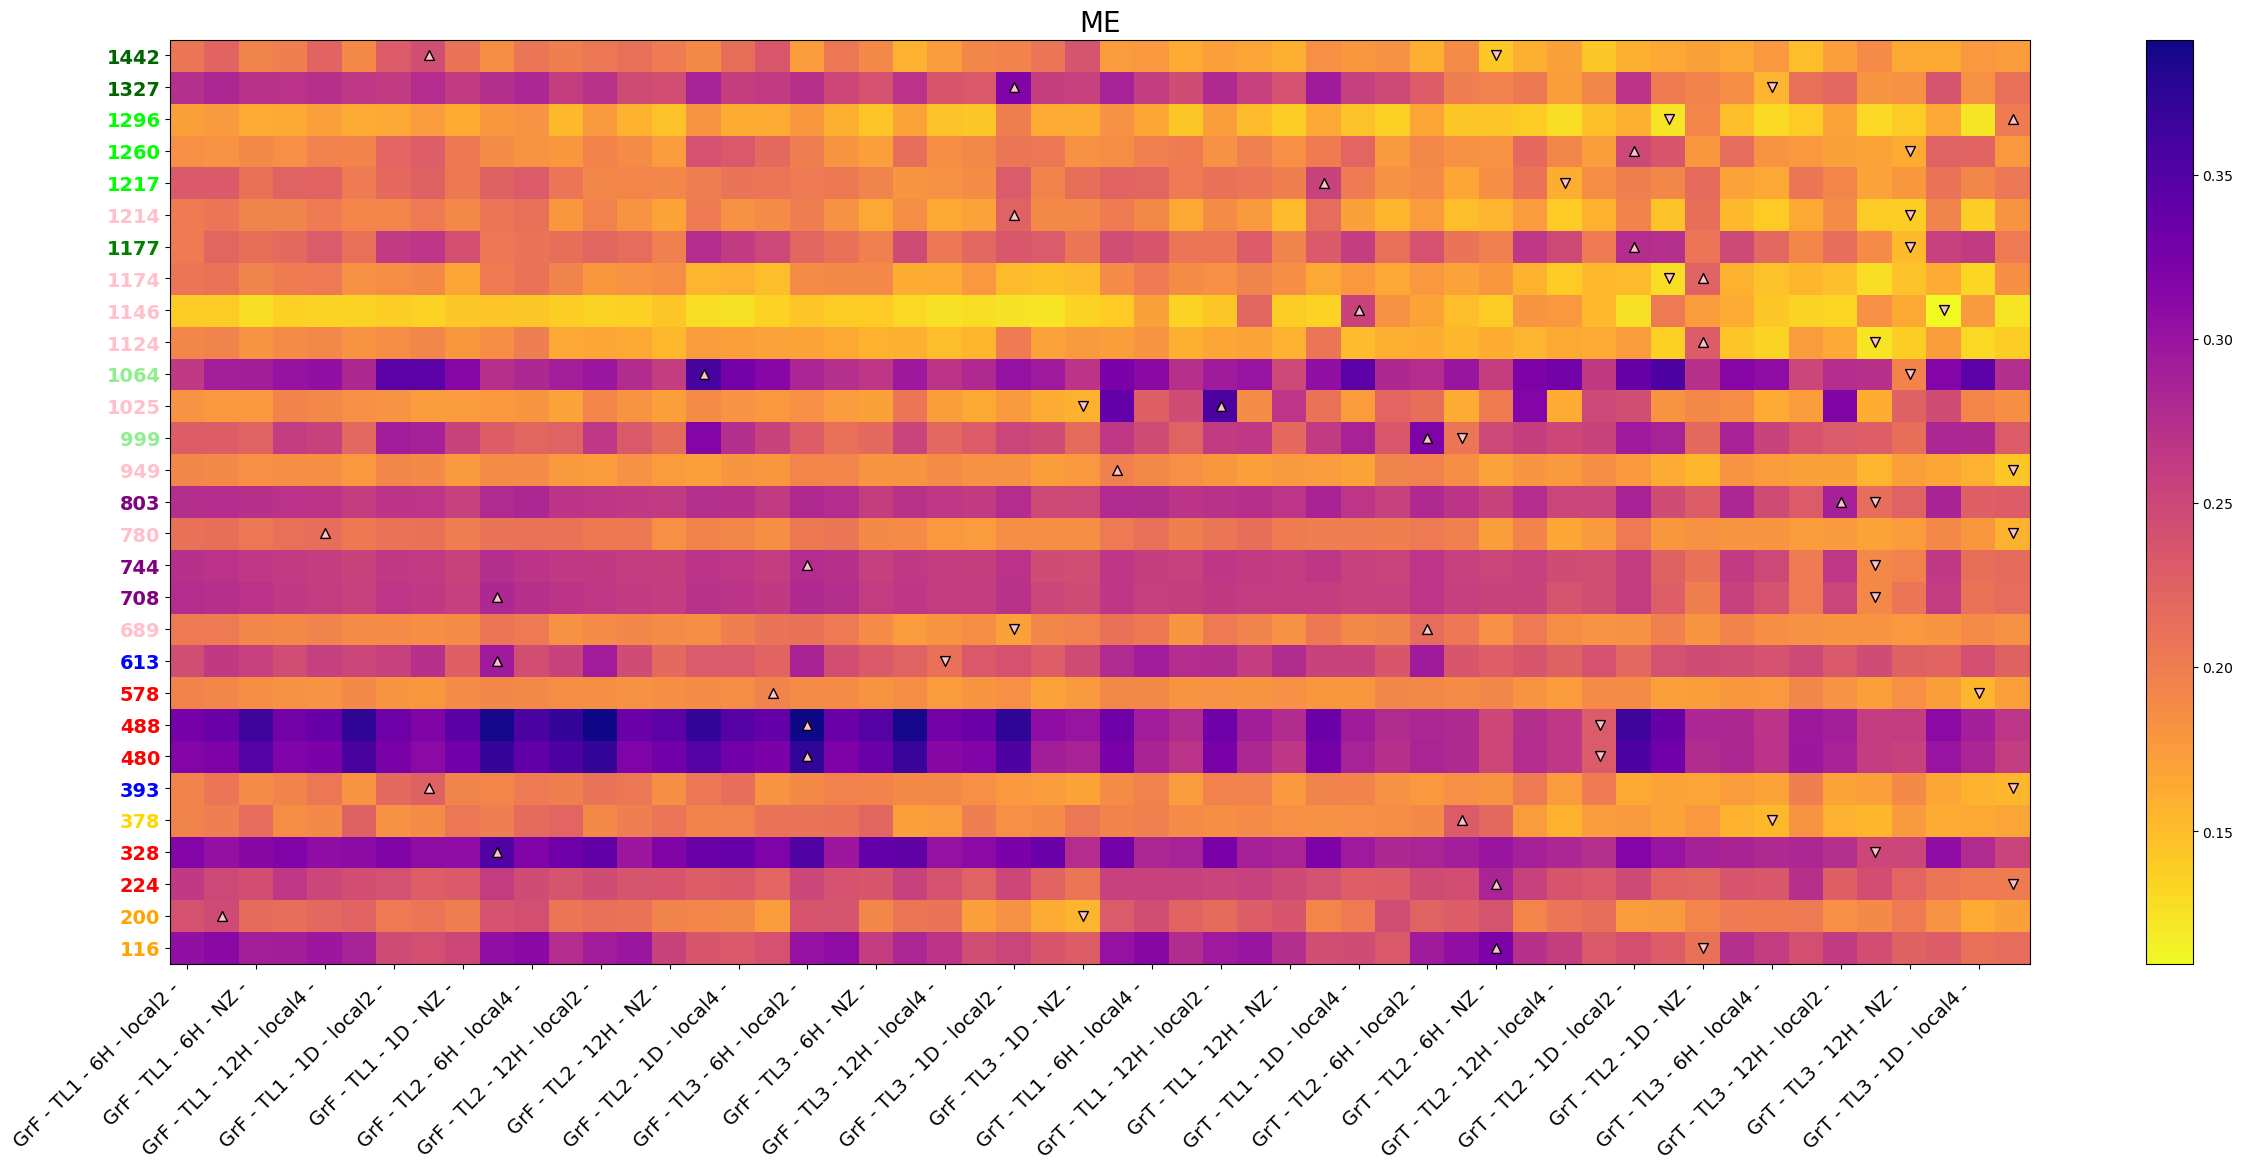 ME
1442
1327
1296
1260
1217
1214
1177
1174
1146
1124
1064
1025
999
949
803
780
744
708
689
613
578
488
480
393
378
328
224
200
116
0.35
0.30
0.25
0.20
0.15
GrF - TL1 - 6H - local2 -
GrF - TL1 - 6H - NZ -
GrF - TL1 - 12H - local4 -
GrF - TL1 - 1D - local2 -
GrF - TL1 - 1D - NZ -
GrF - TL2 - 6H - local4 -
GrF - TL2 - 12H - local2 -
GrF - TL2 - 12H - NZ -
GrF - TL2 - 1D - local4 -
GrF - TL3 - 6H - local2 -
GrF - TL3 - 6H - NZ -
GrF - TL3 - 12H - local4 -
GrF - TL3 - 1D - local2 -
GrF - TL3 - 1D - NZ -
GrT - TL1 - 6H - local4 -
GrT - TL1 - 12H - local2 -
GrT - TL1 - 12H - NZ -
GrT - TL1 - 1D - local4 -
GrT - TL2 - 6H - local2 -
GrT - TL2 - 6H - NZ -
GrT - TL2 - 12H - local4 -
GrT - TL2 - 1D - local2 -
GrT - TL2 - 1D - NZ -
GrT - TL3 - 6H - local4 -
GrT - TL3 - 12H - local2 -
GrT - TL3 - 12H - NZ -
GrT - TL3 - 1D - local4 -